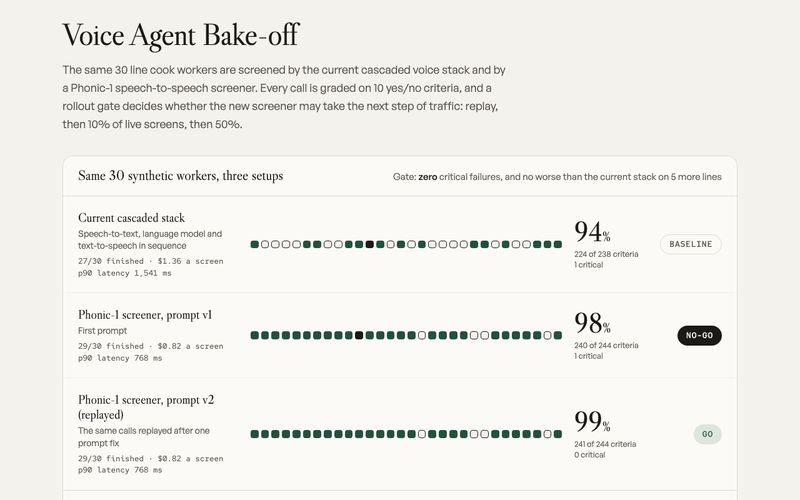 Voice Agent Bake-off
The same 30 line cook workers are screened by the current cascaded voice stack and by
a Phonic-1 speech-to-speech screener. Every call is graded on 10 yes/no criteria, and a
rollout gate decides whether the new screener may take the next step of traffic: replay,
then 10% of live screens, then 50%.
Same 30 synthetic workers, three setups
Gate: zero critical failures, and no worse than the current stack on 5 more lines
Current cascaded stack
Speech-to-text, language model and
text-to-speech in sequence
27/30 finished · $1.36 a screen
p90 latency 1,541 ms
94%
224 of 238 criteria
1 critical
BASELINE
Phonic-1 screener, prompt v1
First prompt
29/30 finished · $0.82 a screen
p90 latency 768 ms
98%
240 of 244 criteria
1 critical
NO-GO
Phonic-1 screener, prompt v2
(replayed)
The same calls replayed after one
prompt fix
29/30 finished · $0.82 a screen
p90 latency 768 ms
99%
241 of 244 criteria
0 critical
GO